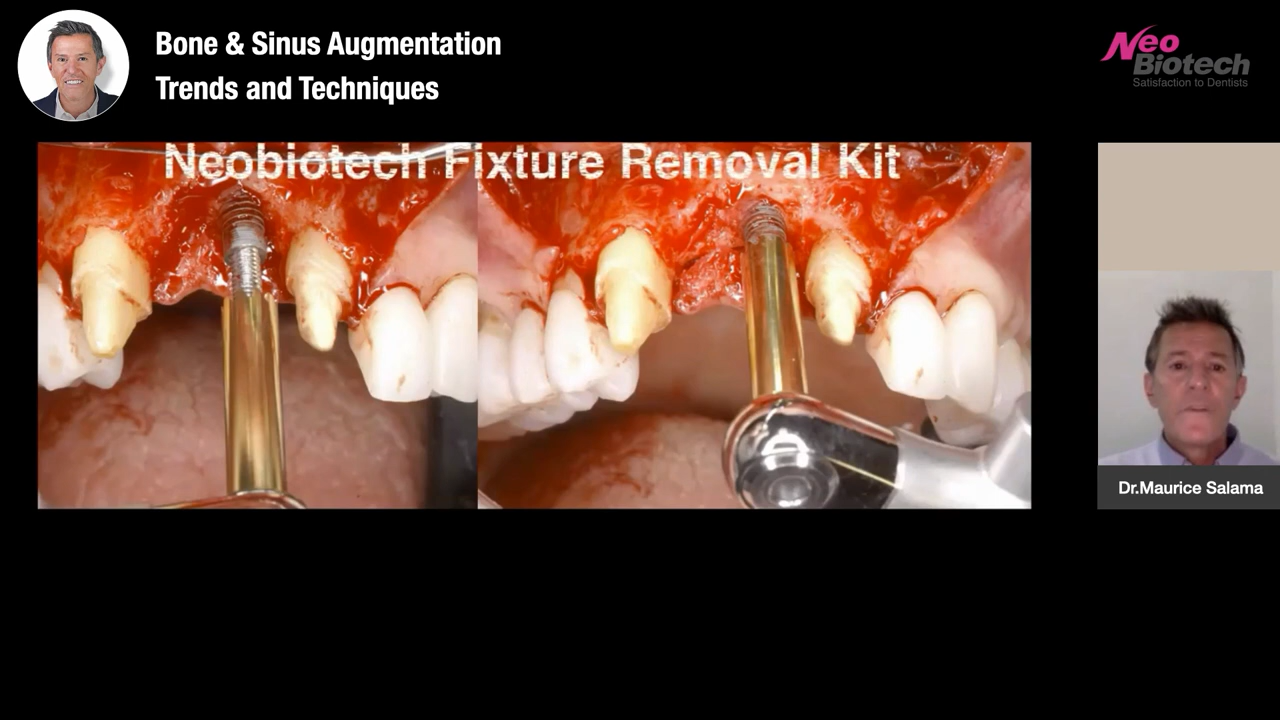 Bone & Sinus Augmentation
Trends and Techniques
Neo
Biotech
Satisfaction to Dentists
Neobiotech Fixture Removal Kit
Dr.Maurice Salama